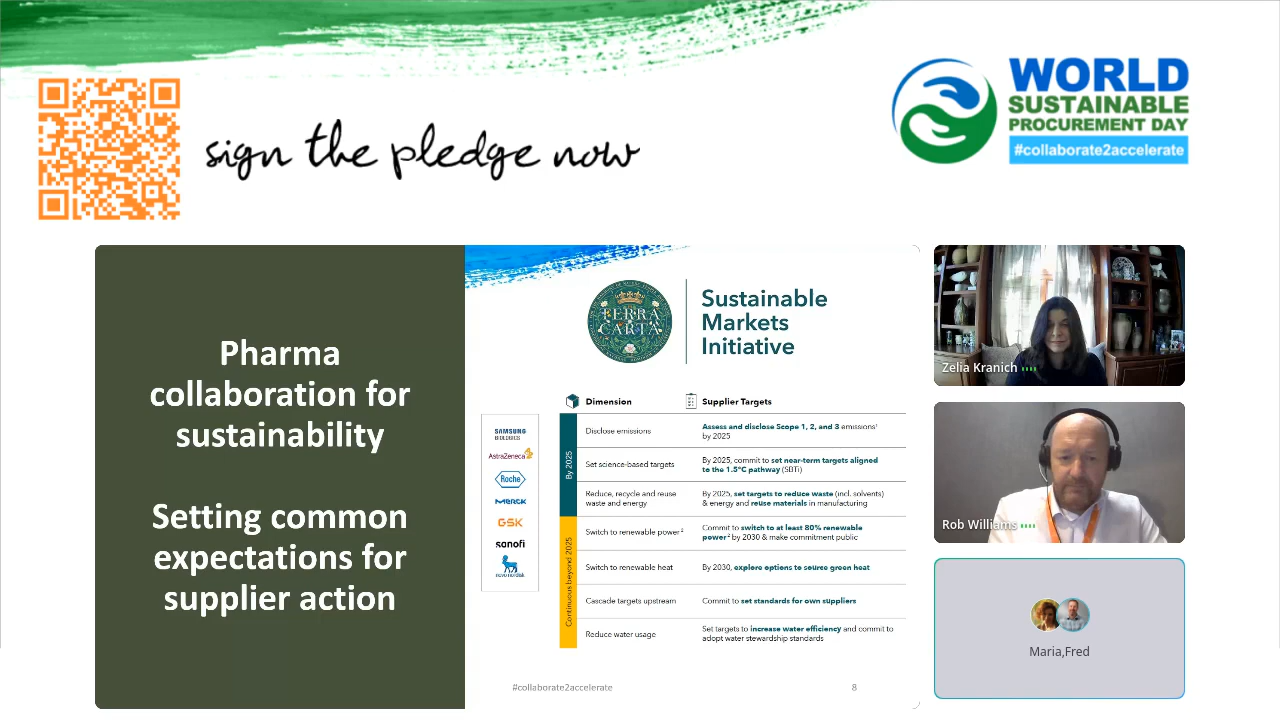 sign the pledge now
WORLD
SUSTAINABLE
PROCUREMENT DAY
#collaborate2accelerate
Pharma
collaboration for
sustainability
Setting common
expectations for
supplier action
TERRA
CARTA
Sustainable
Markets
Initiative
SAMSUNG
BIOLOGICS
AstraZeneca
Roche
MERCK
GSK
sanofi
novo nordisk
Dimension Supplier Targets
By 2025
Disclose emissions
Assess and disclose Scope 1, 2, and 3 emissions¹
by 2025
Set science-based targets
By 2025, commit to set near-term targets aligned
to the 1.5°C pathway (SBTi)
Reduce, recycle and reuse
waste and energy
By 2025, set targets to reduce waste (incl. solvents)
& energy and reuse materials in manufacturing
Continuous beyond 2025
Switch to renewable power²
Commit to switch to at least 80% renewable
power² by 2030 & make commitment public
Switch to renewable heat
By 2030, explore options to source green heat
Cascade targets upstream
Commit to set standards for own suppliers
Reduce water usage
Set targets to increase water efficiency and commit to
adopt water stewardship standards
#collaborate2accelerate
8
Zelia Kranich
Rob Williams
Maria,Fred